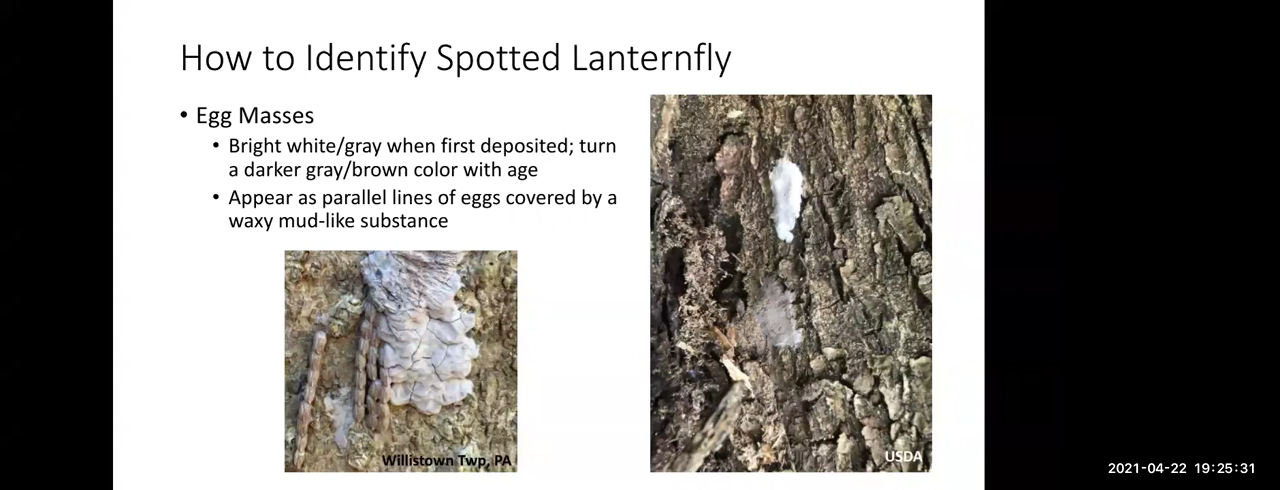 How to Identify Spotted Lanternfly
• Egg Masses
• Bright white/gray when first deposited; turn
a darker gray/brown color with age
• Appear as parallel lines of eggs covered by a
waxy mud-like substance
Willistown Twp, PA
USDA
2021-04-22 19:25:31